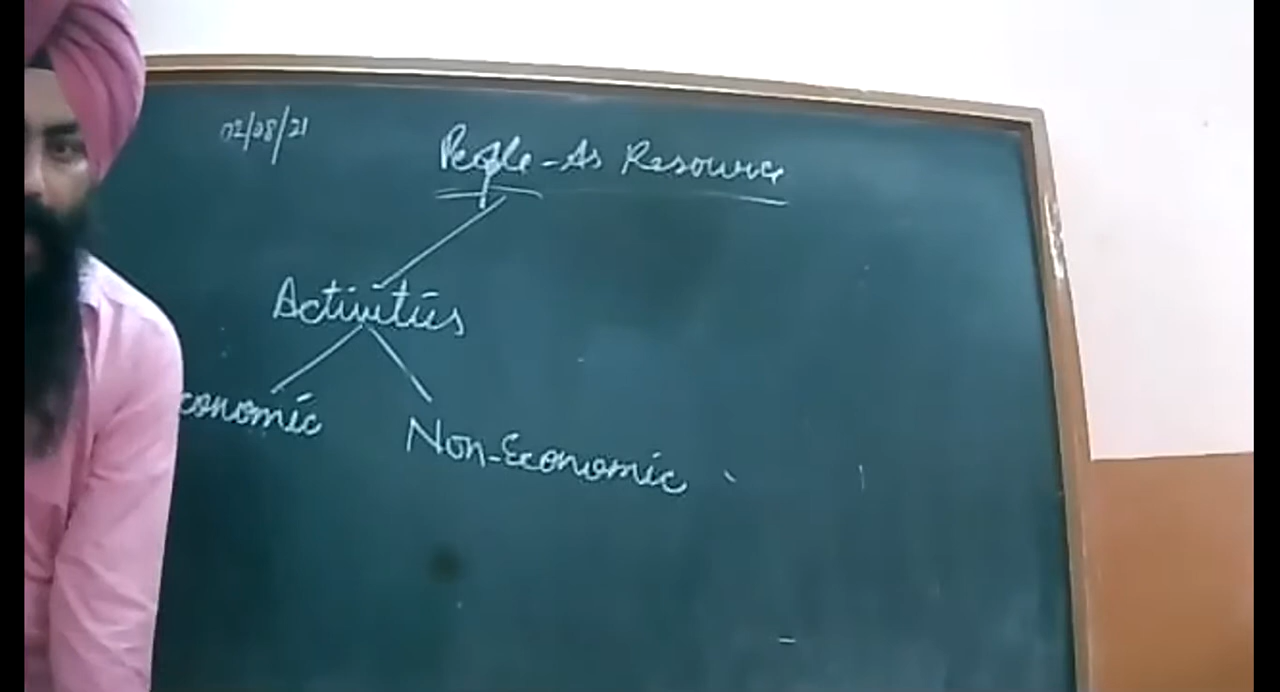 02/08/21
People-As Resource
Activities
conomic
Non-Economic